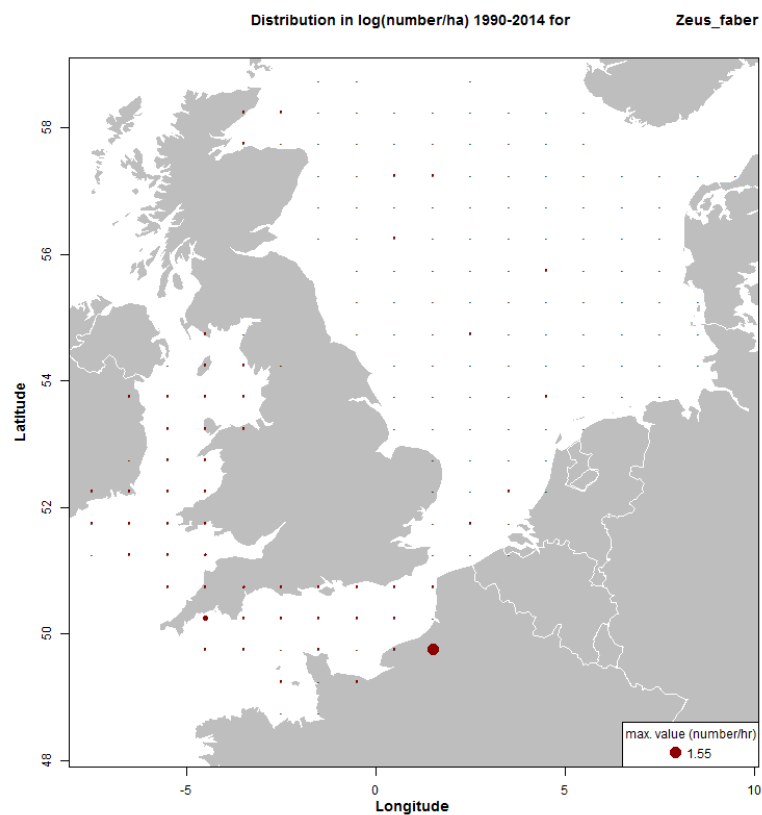 Distribution in log(number/ha) 1990-2014 for Zeus_faber
58
56
54
52
50
48
Latitude
-5 0 5 10
Longitude
max. value (number/hr)
1.55